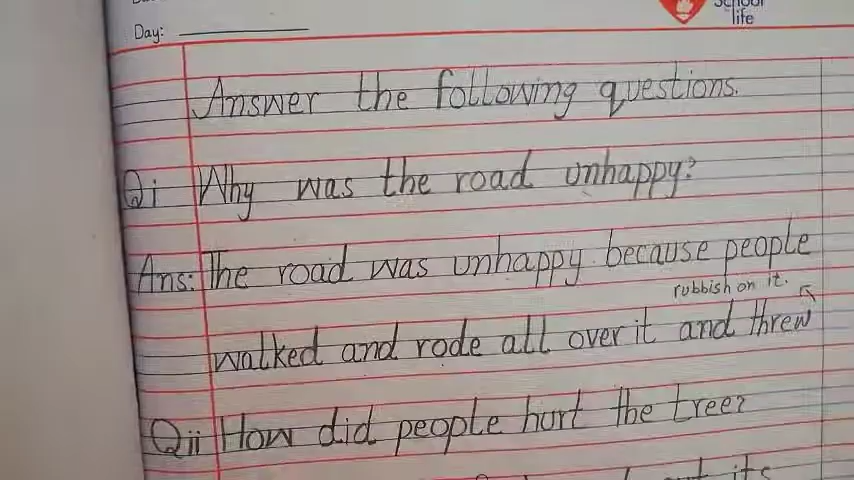 Day:
School
life
Answer the following questions.
Qi Why was the road unhappy?
Ans: The road was unhappy because people
rubbish on it.
walked and rode all over it and threw
Qii How did people hurt the tree?
its